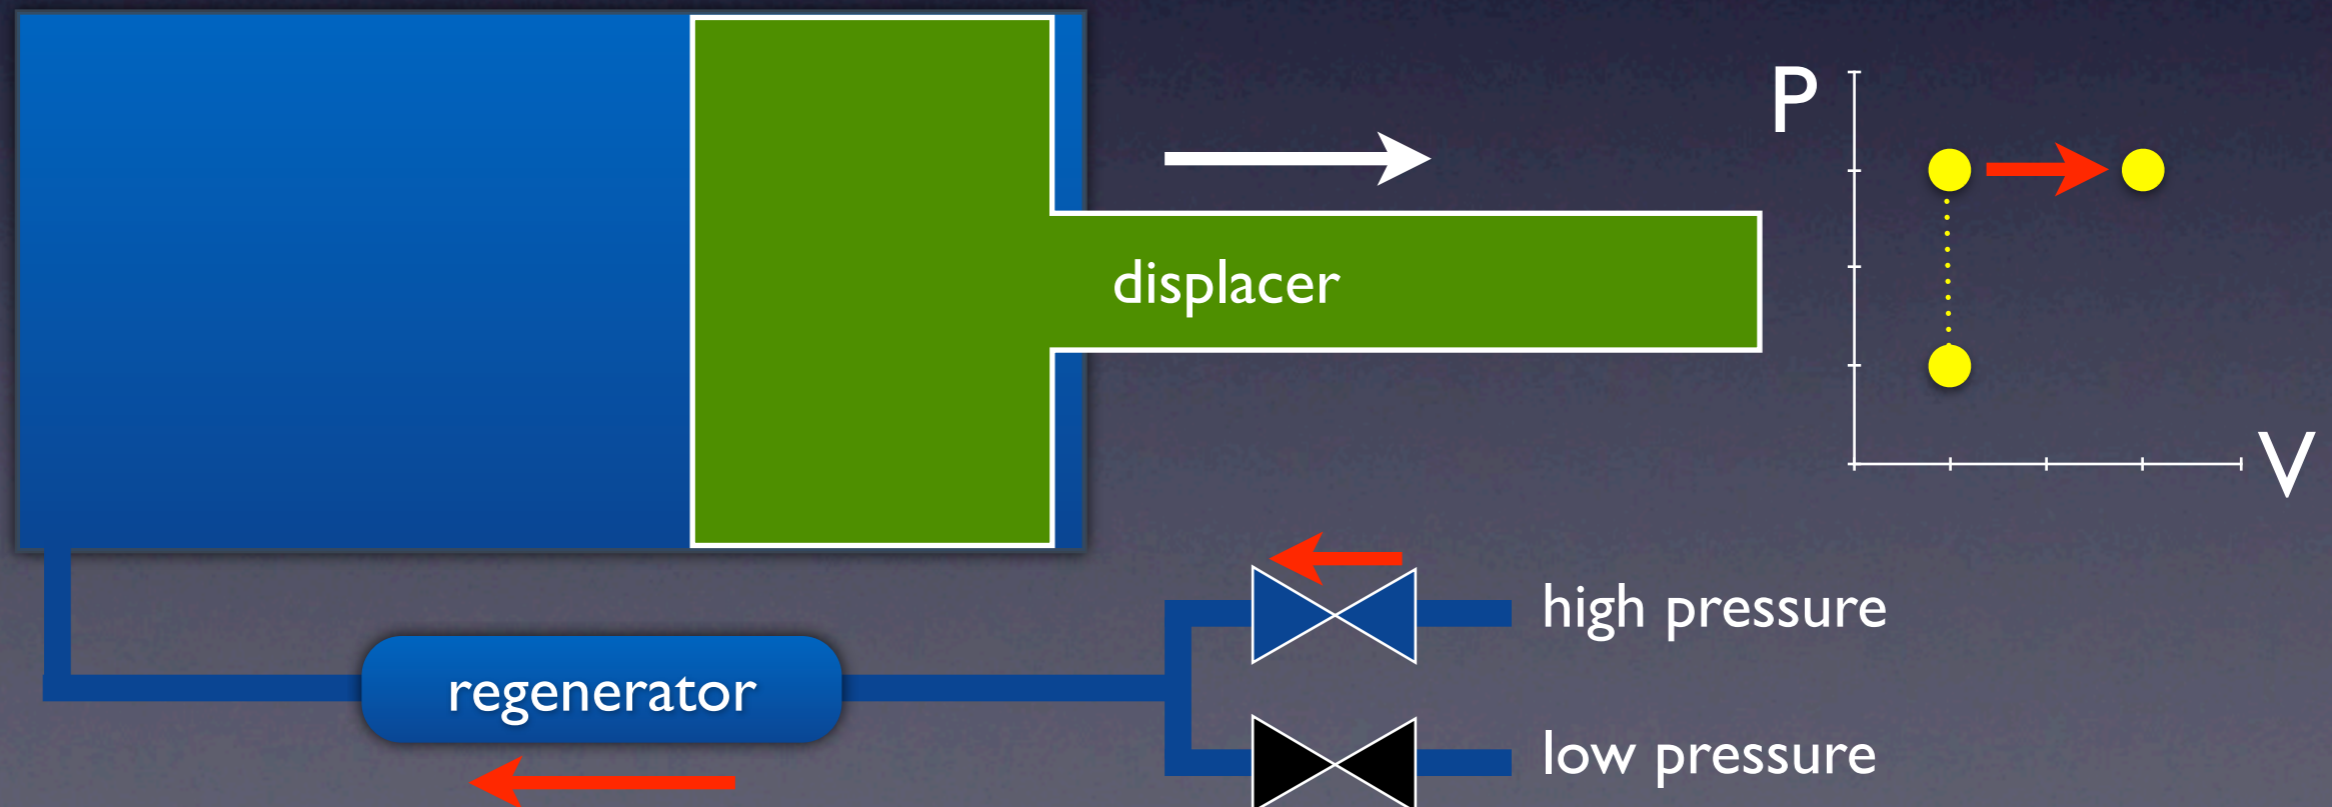 P
displacer
V
high pressure
regenerator
low pressure